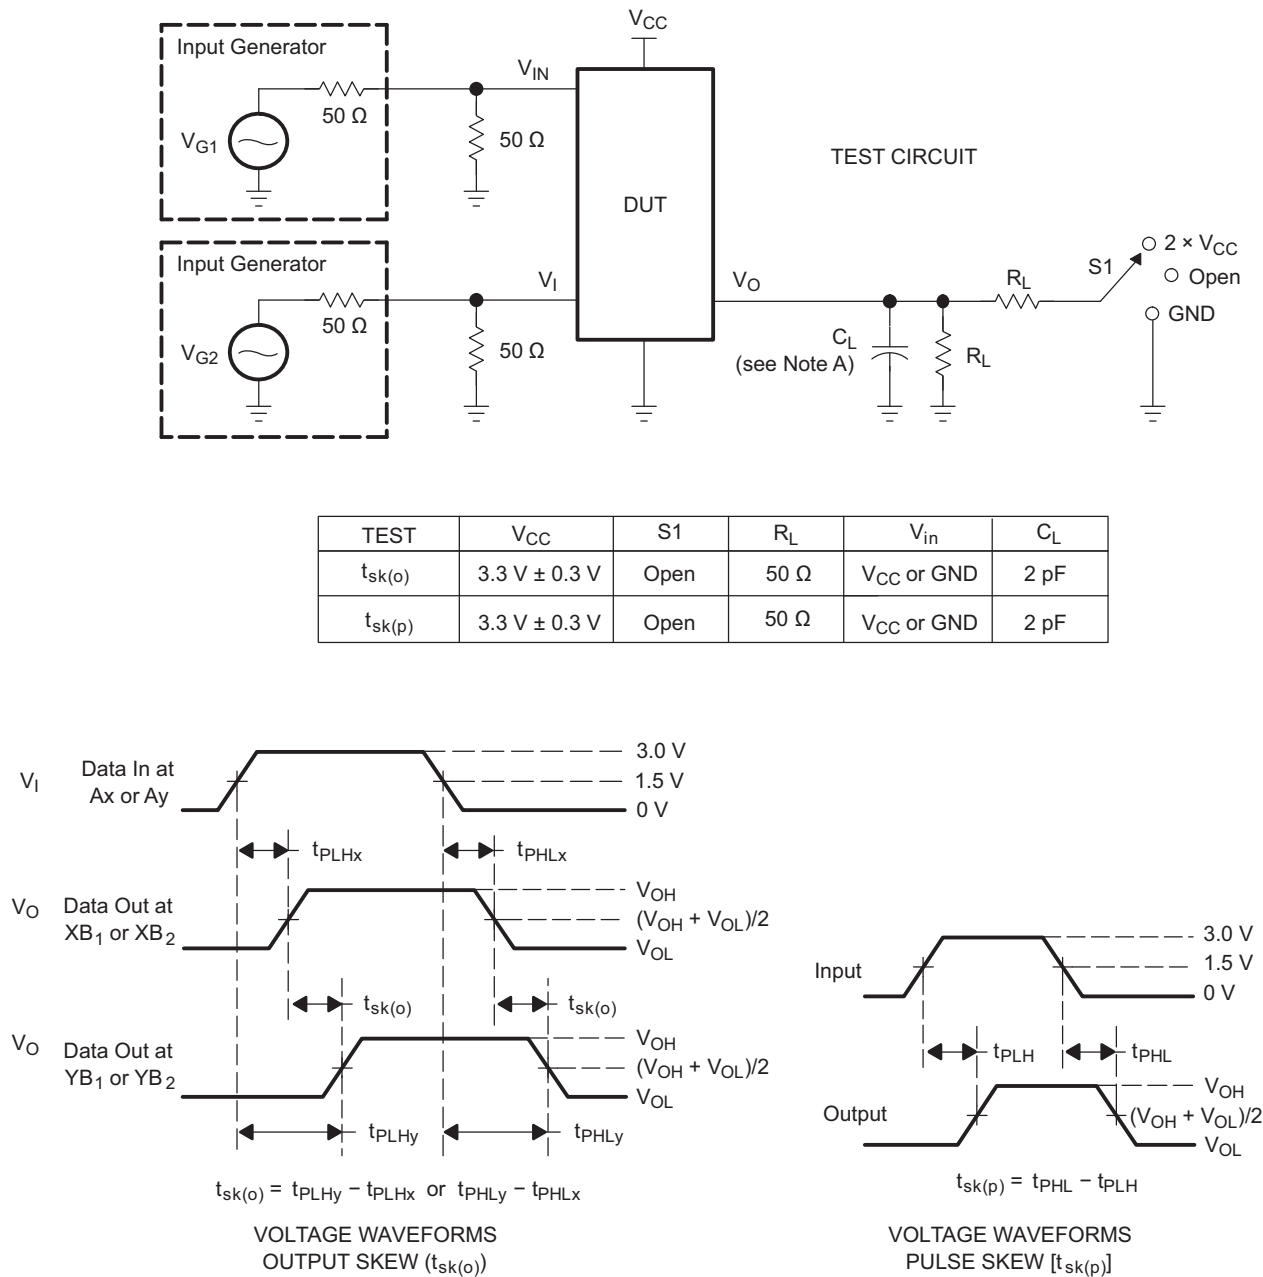 V_CC
Input Generator
V_IN
50 Ω
50 Ω
V_G1
TEST CIRCUIT
DUT
Input Generator
V_I
V_O
50 Ω
50 Ω
V_G2
C_L
(see Note A)
R_L
R_L
S1
2 × V_CC
Open
GND
TEST V_CC S1 R_L V_in C_L
t_sk(o) 3.3 V ± 0.3 V Open 50 Ω V_CC or GND 2 pF
t_sk(p) 3.3 V ± 0.3 V Open 50 Ω V_CC or GND 2 pF
V_I
Data In at
Ax or Ay
3.0 V
1.5 V
0 V
t_PLHx
t_PHLx
V_O
Data Out at
XB_1 or XB_2
V_OH
(V_OH + V_OL)/2
V_OL
t_sk(o)
t_sk(o)
V_O
Data Out at
YB_1 or YB_2
V_OH
(V_OH + V_OL)/2
V_OL
t_PLHy
t_PHLy
t_sk(o) = t_PLHy − t_PLHx or t_PHLy − t_PHLx
VOLTAGE WAVEFORMS
OUTPUT SKEW (t_sk(o))
Input
3.0 V
1.5 V
0 V
t_PLH
t_PHL
Output
V_OH
(V_OH + V_OL)/2
V_OL
t_sk(p) = t_PHL − t_PLH
VOLTAGE WAVEFORMS
PULSE SKEW [t_sk(p)]